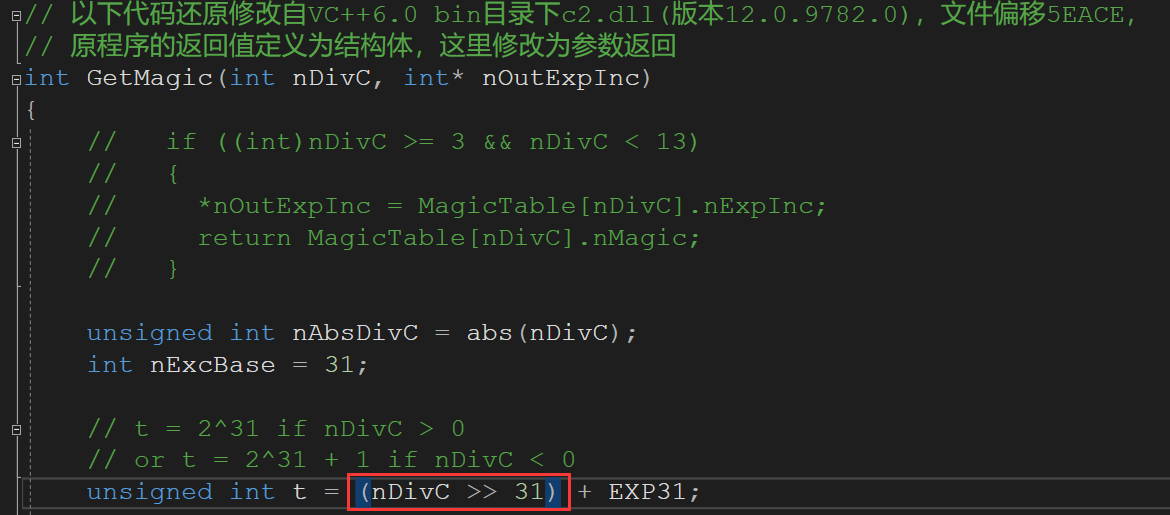 // 以下代码还原修改自VC++6.0 bin目录下c2.dll(版本12.0.9782.0)，文件偏移5EACE，
// 原程序的返回值定义为结构体，这里修改为参数返回
int GetMagic(int nDivC, int* nOutExpInc)
{
//   if ((int)nDivC >= 3 && nDivC < 13)
//   {
//     *nOutExpInc = MagicTable[nDivC].nExpInc;
//     return MagicTable[nDivC].nMagic;
//   }
unsigned int nAbsDivC = abs(nDivC);
int nExcBase = 31;
// t = 2^31 if nDivC > 0
// or t = 2^31 + 1 if nDivC < 0
unsigned int t = (nDivC >> 31) + EXP31;